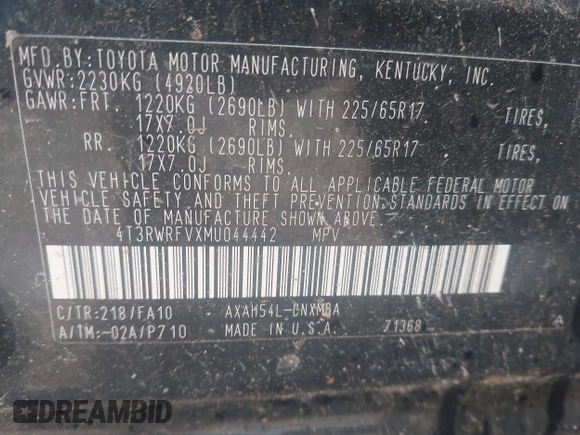 MFD.BY:TOYOTA MOTOR MANUFACTURING, KENTUCKY, INC.
GVWR:2230KG (4920LB)
GAWR:FRT. 1220KG (2690LB) WITH 225/65R17 TIRES,
17X7.0J RIMS.
RR. 1220KG (2690LB) WITH 225/65R17 TIRES,
17X7.0J RIMS.
THIS VEHICLE CONFORMS TO ALL APPLICABLE FEDERAL MOTOR
VEHICLE SAFETY AND THEFT PREVENTION STANDARDS IN EFFECT ON
THE DATE OF MANUFACTURE SHOWN ABOVE.
4T3RWRFVXMU044442 MPV
C/TR:218/FA10 AXAH54L-CNXMBA
A/TM:-02A/P710 MADE IN U.S.A. 71368 A
DREAMBID